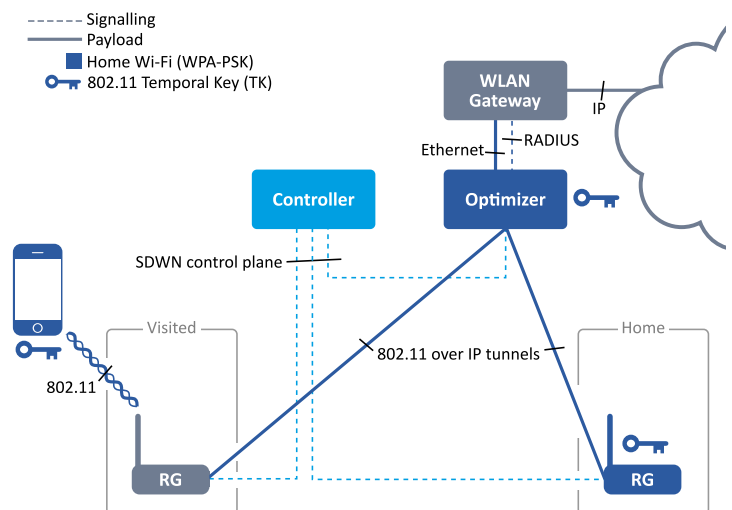 Signalling
Payload
Home Wi-Fi (WPA-PSK)
802.11 Temporal Key (TK)
WLAN
Gateway
IP
Ethernet
RADIUS
Controller
Optimizer
SDWN control plane
Visited
Home
802.11 over IP tunnels
802.11
RG
RG